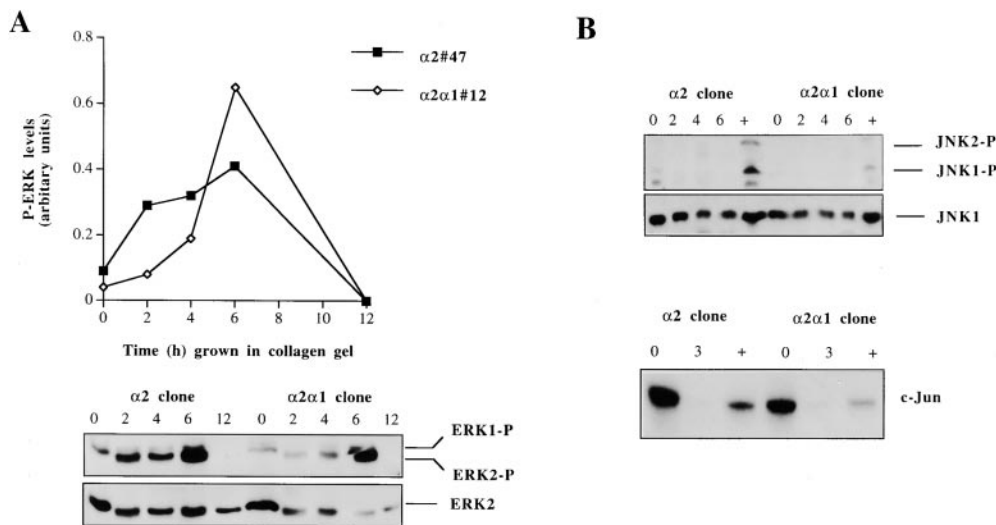 A
0.8
0.6
0.4
0.2
0
P-ERK levels
(arbitary units)
α2#47
α2α1#12
0 2 4 6 8 10 12
Time (h) grown in collagen gel
α2 clone α2α1 clone
0 2 4 6 12 0 2 4 6 12
ERK1-P
ERK2-P
ERK2
B
α2 clone α2α1 clone
0 2 4 6 + 0 2 4 6 +
JNK2-P
JNK1-P
JNK1
α2 clone α2α1 clone
0 3 + 0 3 +
c-Jun